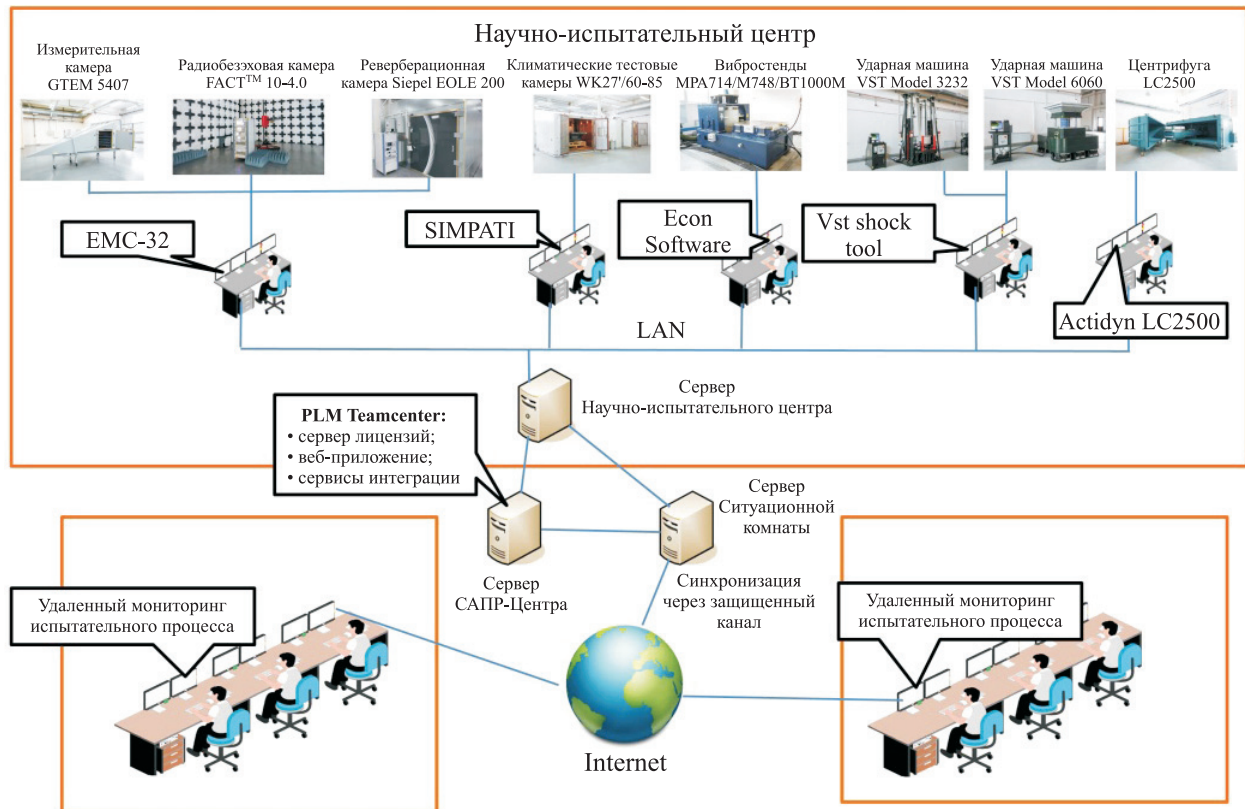 Научно-испытательный центр
Измерительная
камера
GTEM 5407
Радиобезэховая камера
FACT™ 10-4.0
Реверберационная
камера Siepel EOLE 200
Климатические тестовые
камеры WK27'/60-85
Вибростенды
MPA714/M748/BT1000M
Ударная машина
VST Model 3232
Ударная машина
VST Model 6060
Центрифуга
LC2500
EMC-32
SIMPATI
Econ
Software
Vst shock
tool
Actidyn LC2500
LAN
Сервер
Научно-испытательного центра
PLM Teamcenter:
• сервер лицензий;
• веб-приложение;
• сервисы интеграции
Сервер
Ситуационной
комнаты
Сервер
САПР-Центра
Синхронизация
через защищенный
канал
Удаленный мониторинг
испытательного процесса
Удаленный мониторинг
испытательного процесса
Internet